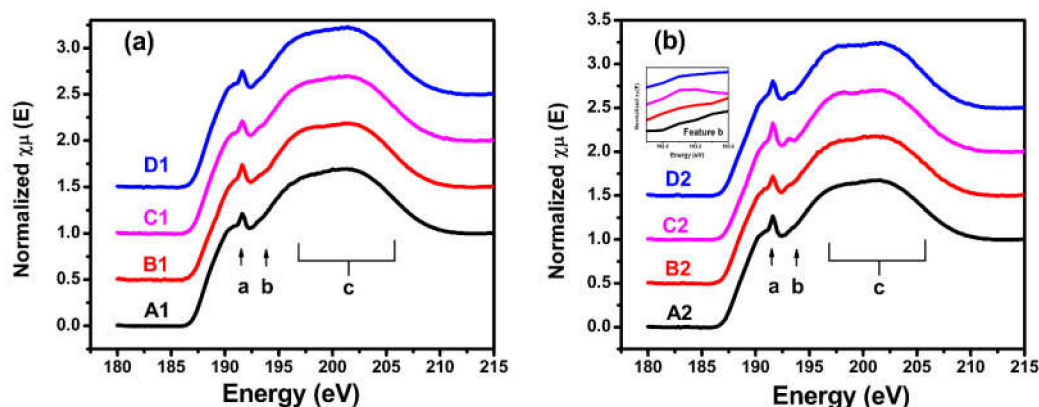 (a)
Normalized χμ (E)
3.0
2.5
2.0
1.5
1.0
0.5
0.0
D1
C1
B1
A1
a
b
c
180 185 190 195 200 205 210 215
Energy (eV)
(b)
Normalized χμ (E)
3.5
3.0
2.5
2.0
1.5
1.0
0.5
0.0
Feature b
Energy (eV)
D2
C2
B2
A2
a
b
c
180 185 190 195 200 205 210 215
Energy (eV)